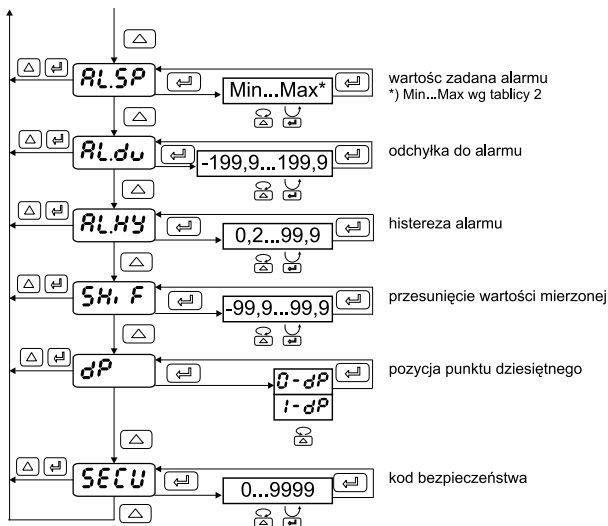 AL.SP
Min...Max*
wartośc zadana alarmu
*) Min...Max wg tablicy 2
AL.du
-199,9...199,9
odchyłka do alarmu
AL.HY
0,2...99,9
histereza alarmu
SHiF
-99,9...99,9
przesunięcie wartości mierzonej
dP
0-dP
1-dP
pozycja punktu dziesiętnego
SECU
0...9999
kod bezpieczeństwa